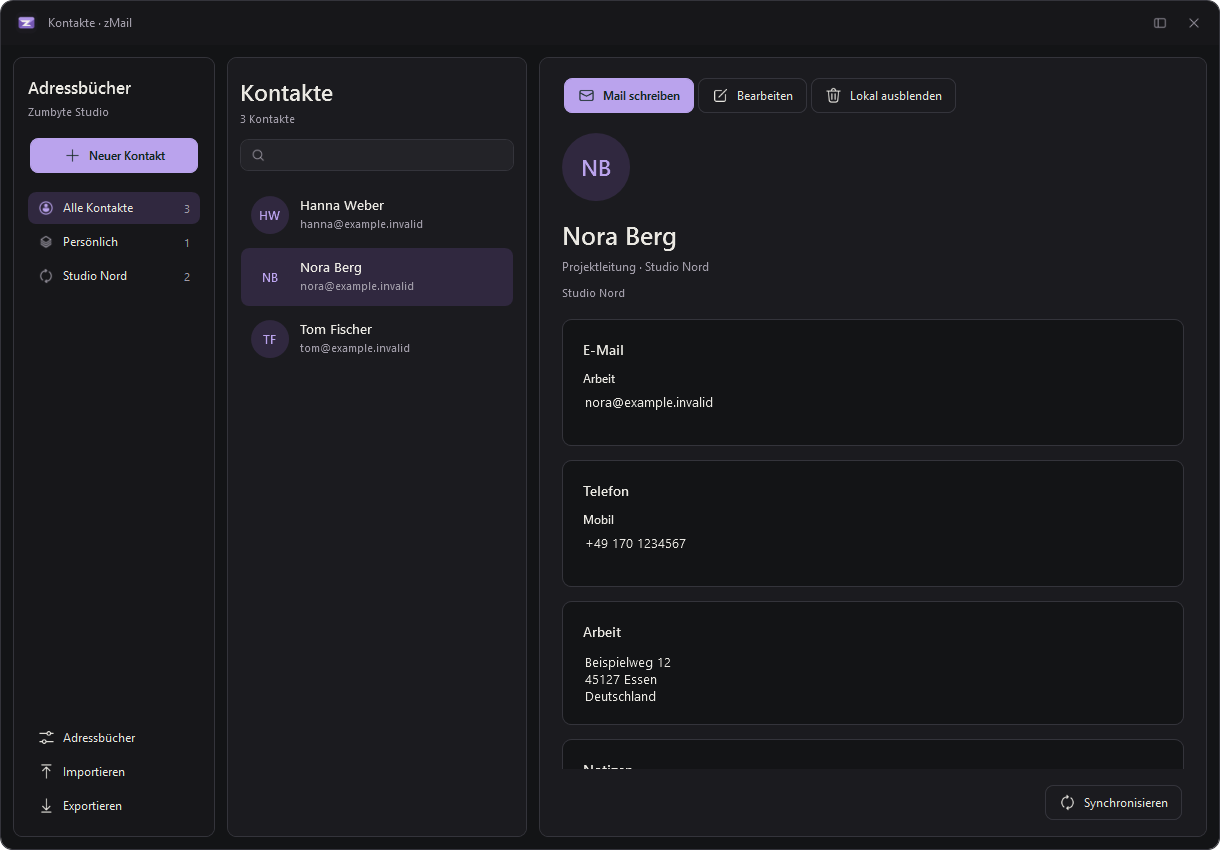 Kontakte · zMail
Adressbücher
Zumbyte Studio
Neuer Kontakt
Alle Kontakte 3
Persönlich 1
Studio Nord 2
Adressbücher
Importieren
Exportieren
Kontakte
3 Kontakte
HW
Hanna Weber
hanna@example.invalid
NB
Nora Berg
nora@example.invalid
TF
Tom Fischer
tom@example.invalid
Mail schreiben
Bearbeiten
Lokal ausblenden
NB
Nora Berg
Projektleitung · Studio Nord
Studio Nord
E-Mail
Arbeit
nora@example.invalid
Telefon
Mobil
+49 170 1234567
Arbeit
Beispielweg 12
45127 Essen
Deutschland
Notizen
Synchronisieren